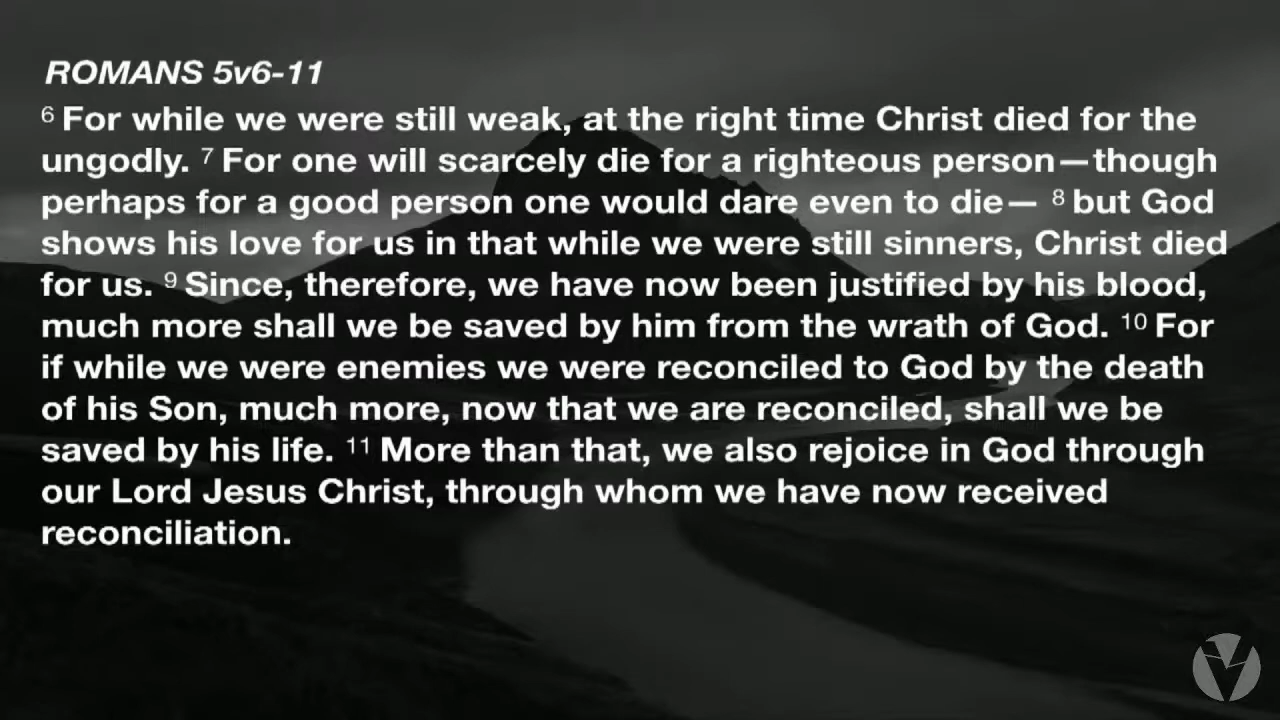 ROMANS 5v6-11
6 For while we were still weak, at the right time Christ died for the
ungodly. 7 For one will scarcely die for a righteous person—though
perhaps for a good person one would dare even to die— 8 but God
shows his love for us in that while we were still sinners, Christ died
for us. 9 Since, therefore, we have now been justified by his blood,
much more shall we be saved by him from the wrath of God. 10 For
if while we were enemies we were reconciled to God by the death
of his Son, much more, now that we are reconciled, shall we be
saved by his life. 11 More than that, we also rejoice in God through
our Lord Jesus Christ, through whom we have now received
reconciliation.